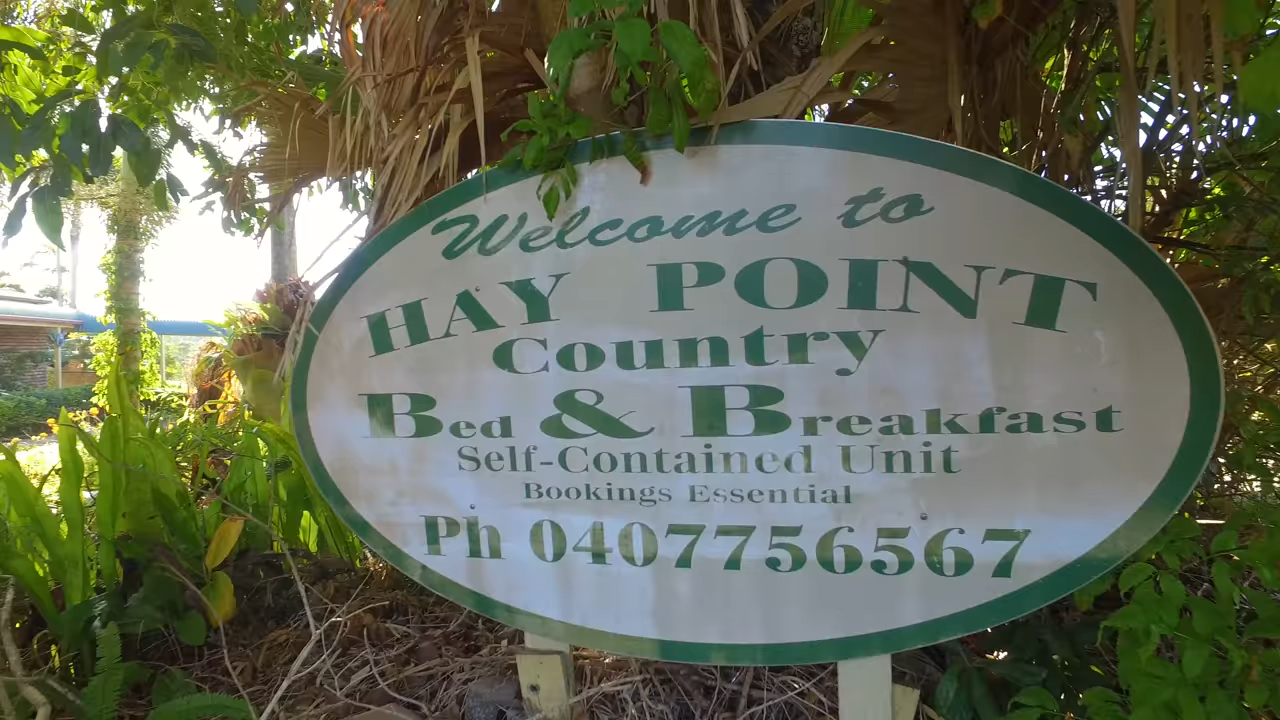 Welcome to
HAY POINT
Country
Bed & Breakfast
Self-Contained Unit
Bookings Essential
Ph 0407756567